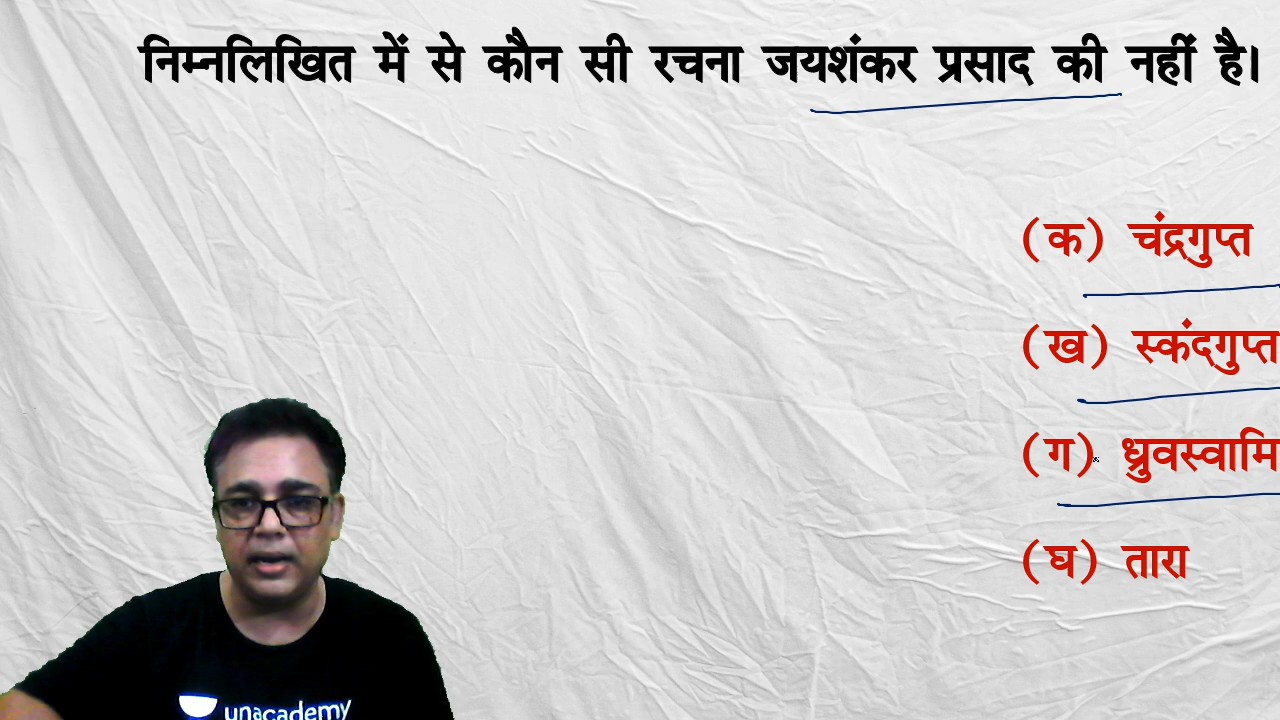 निम्नलिखित में से कौन सी रचना जयशंकर प्रसाद की नहीं है।
(क) चंद्रगुप्त
(ख) स्कंदगुप्त
(ग) ध्रुवस्वामि
(घ) तारा
unacademy